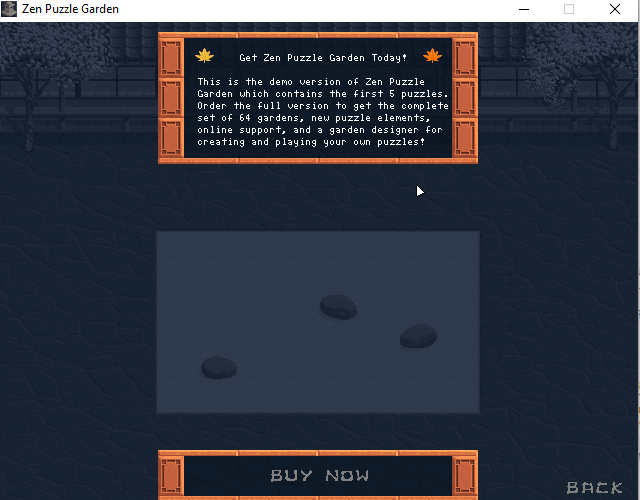 Zen Puzzle Garden
Get Zen Puzzle Garden Today!
This is the demo version of Zen Puzzle
Garden which contains the first 5 puzzles.
Order the full version to get the complete
set of 64 gardens, new puzzle elements,
online support, and a garden designer for
creating and playing your own puzzles!
BUY NOW
BACK